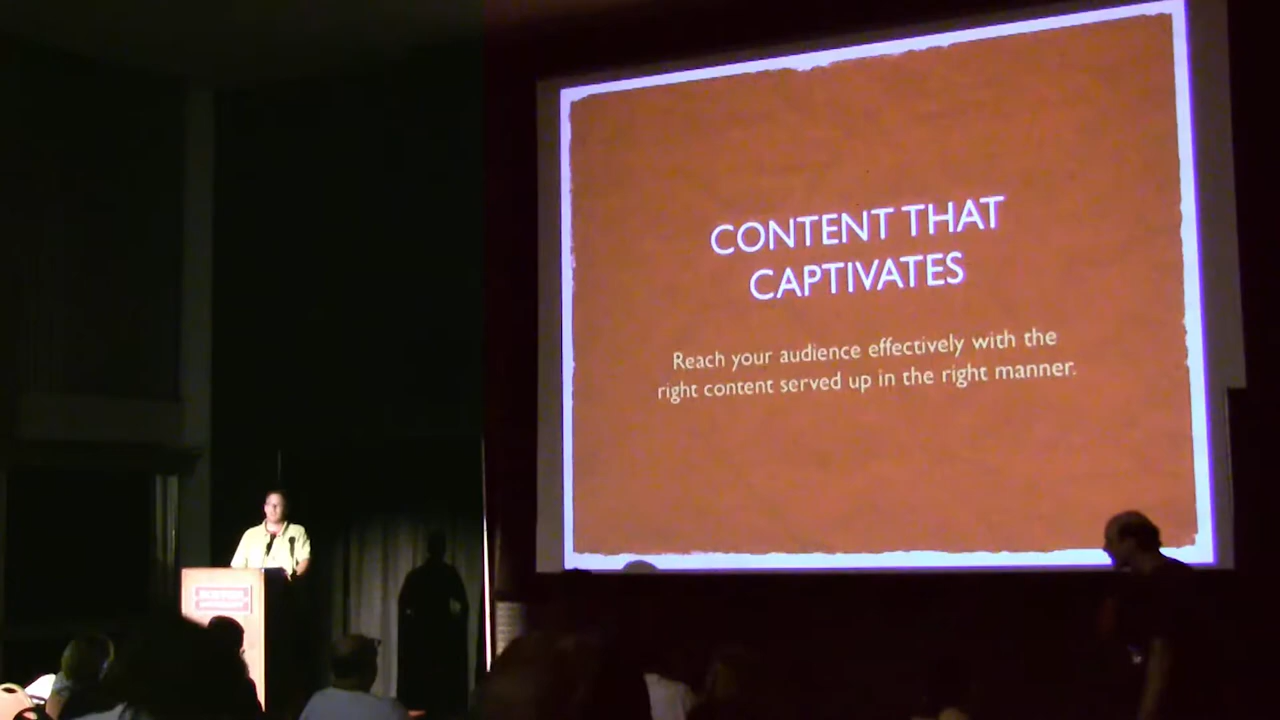 CONTENT THAT
CAPTIVATES
Reach your audience effectively with the
right content served up in the right manner.